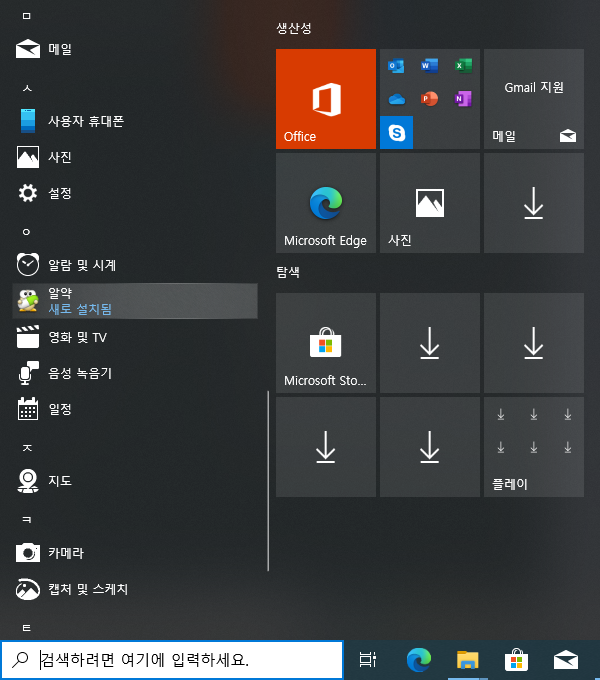 ㅁ
메일
ㅅ
사용자 휴대폰
사진
설정
ㅇ
알람 및 시계
알약
새로 설치됨
영화 및 TV
음성 녹음기
일정
ㅈ
지도
ㅋ
카메라
캡처 및 스케치
ㅌ
생산성
Office
Gmail 지원
메일
Microsoft Edge
사진
탐색
Microsoft Sto...
플레이
검색하려면 여기에 입력하세요.